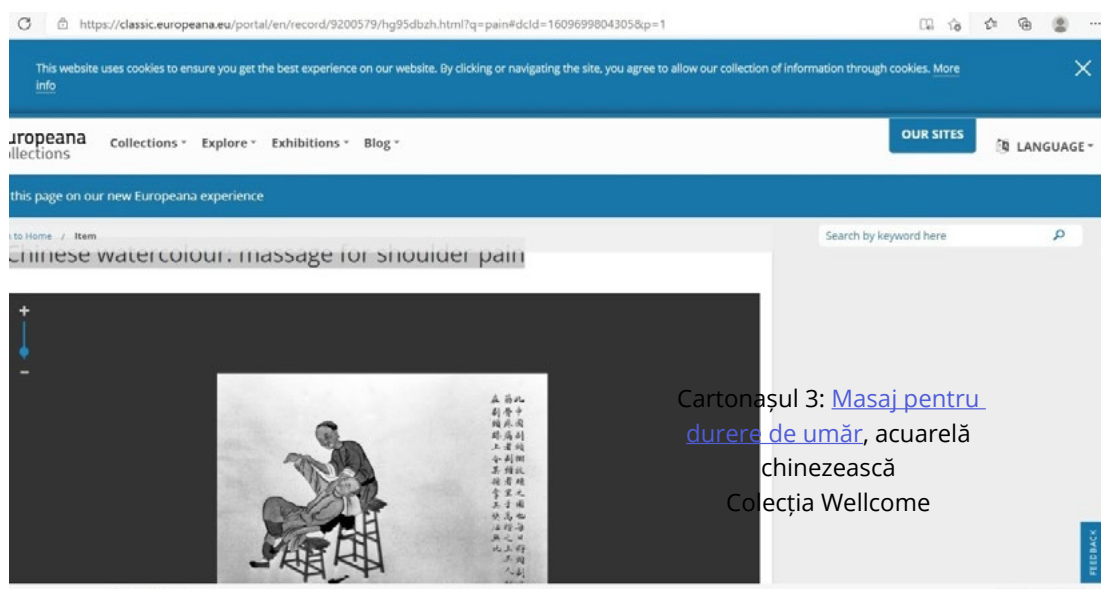 https://classic.europeana.eu/portal/en/record/9200579/hg95dbzh.html?q=pain#dcId=1609699804305&p=1
This website uses cookies to ensure you get the best experience on our website. By clicking or navigating the site, you agree to allow our collection of information through cookies. More
info
uropeana
ollections
Collections
Explore
Exhibitions
Blog
OUR SITES
LANGUAGE
this page on our new Europeana experience
to Home / Item
Search by keyword here
Chinese watercolour: massage for shoulder pain
Cartonașul 3: Masaj pentru
durere de umăr, acuarelă
chinezească
Colecția Wellcome
FEEDBACK